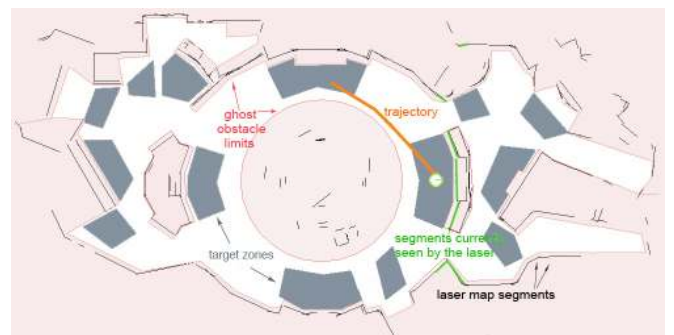 ghost
obstacle
limits
trajectory
segments currently
seen by the laser
target zones
laser map segments